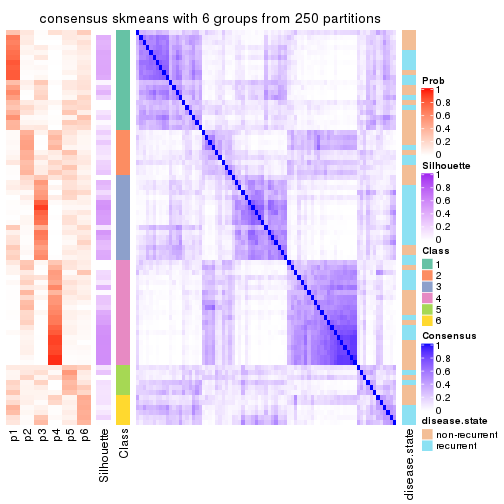 consensus skmeans with 6 groups from 250 partitions
Prob
1
0.8
0.6
0.4
0.2
0
Silhouette
1
0.8
0.6
0.4
0.2
0
Class
1
2
3
4
5
6
Consensus
1
0.8
0.6
0.4
0.2
0
disease.state
non-recurrent
recurrent
p1
p2
p3
p4
p5
p6
Silhouette
Class
disease.state